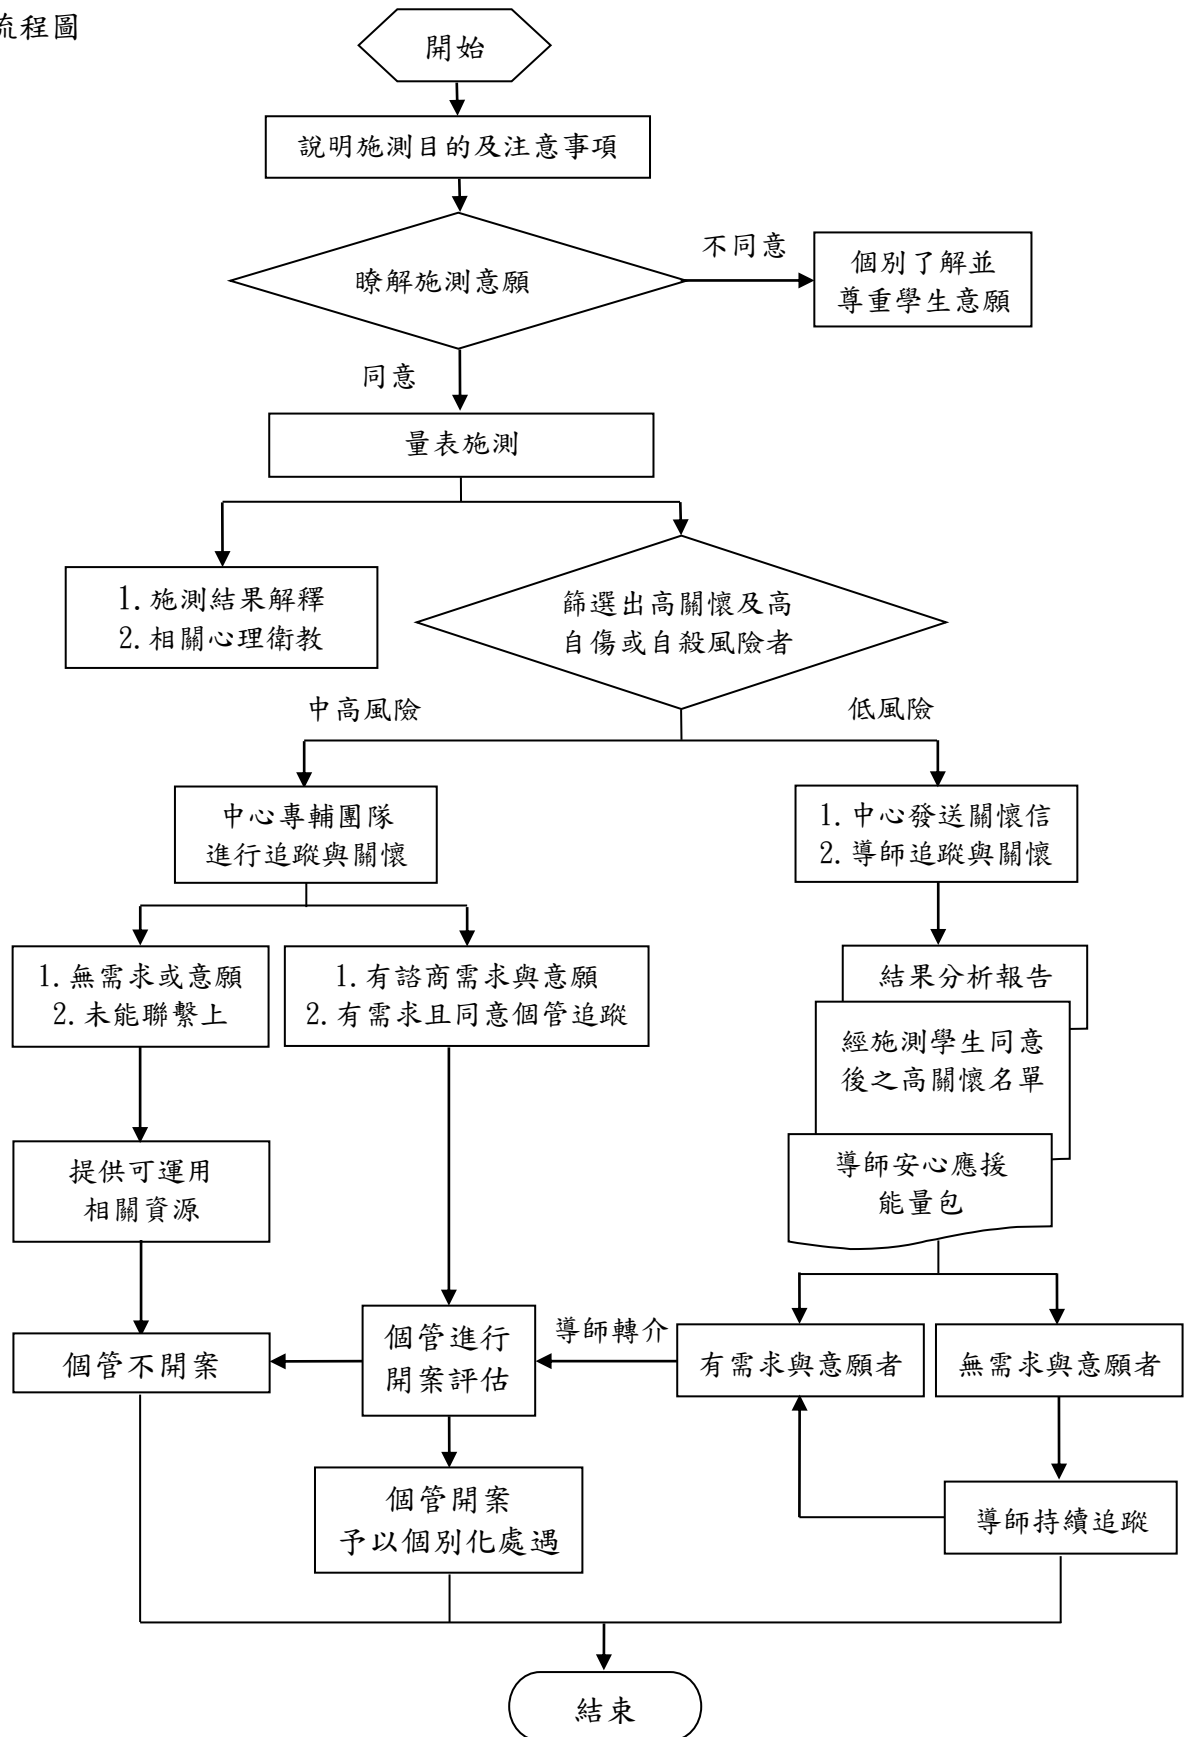 流程圖
開始
說明施測目的及注意事項
瞭解施測意願
不同意
個別了解並
尊重學生意願
同意
量表施測
1.施測結果解釋
2.相關心理衛教
篩選出高關懷及高
自傷或自殺風險者
中高風險
低風險
中心專輔團隊
進行追蹤與關懷
1.中心發送關懷信
2.導師追蹤與關懷
1.無需求或意願
2.未能聯繫上
1.有諮商需求與意願
2.有需求且同意個管追蹤
結果分析報告
經施測學生同意
後之高關懷名單
導師安心應援
能量包
提供可運用
相關資源
個管不開案
個管進行
開案評估
導師轉介
有需求與意願者
無需求與意願者
個管開案
予以個別化處遇
導師持續追蹤
結束